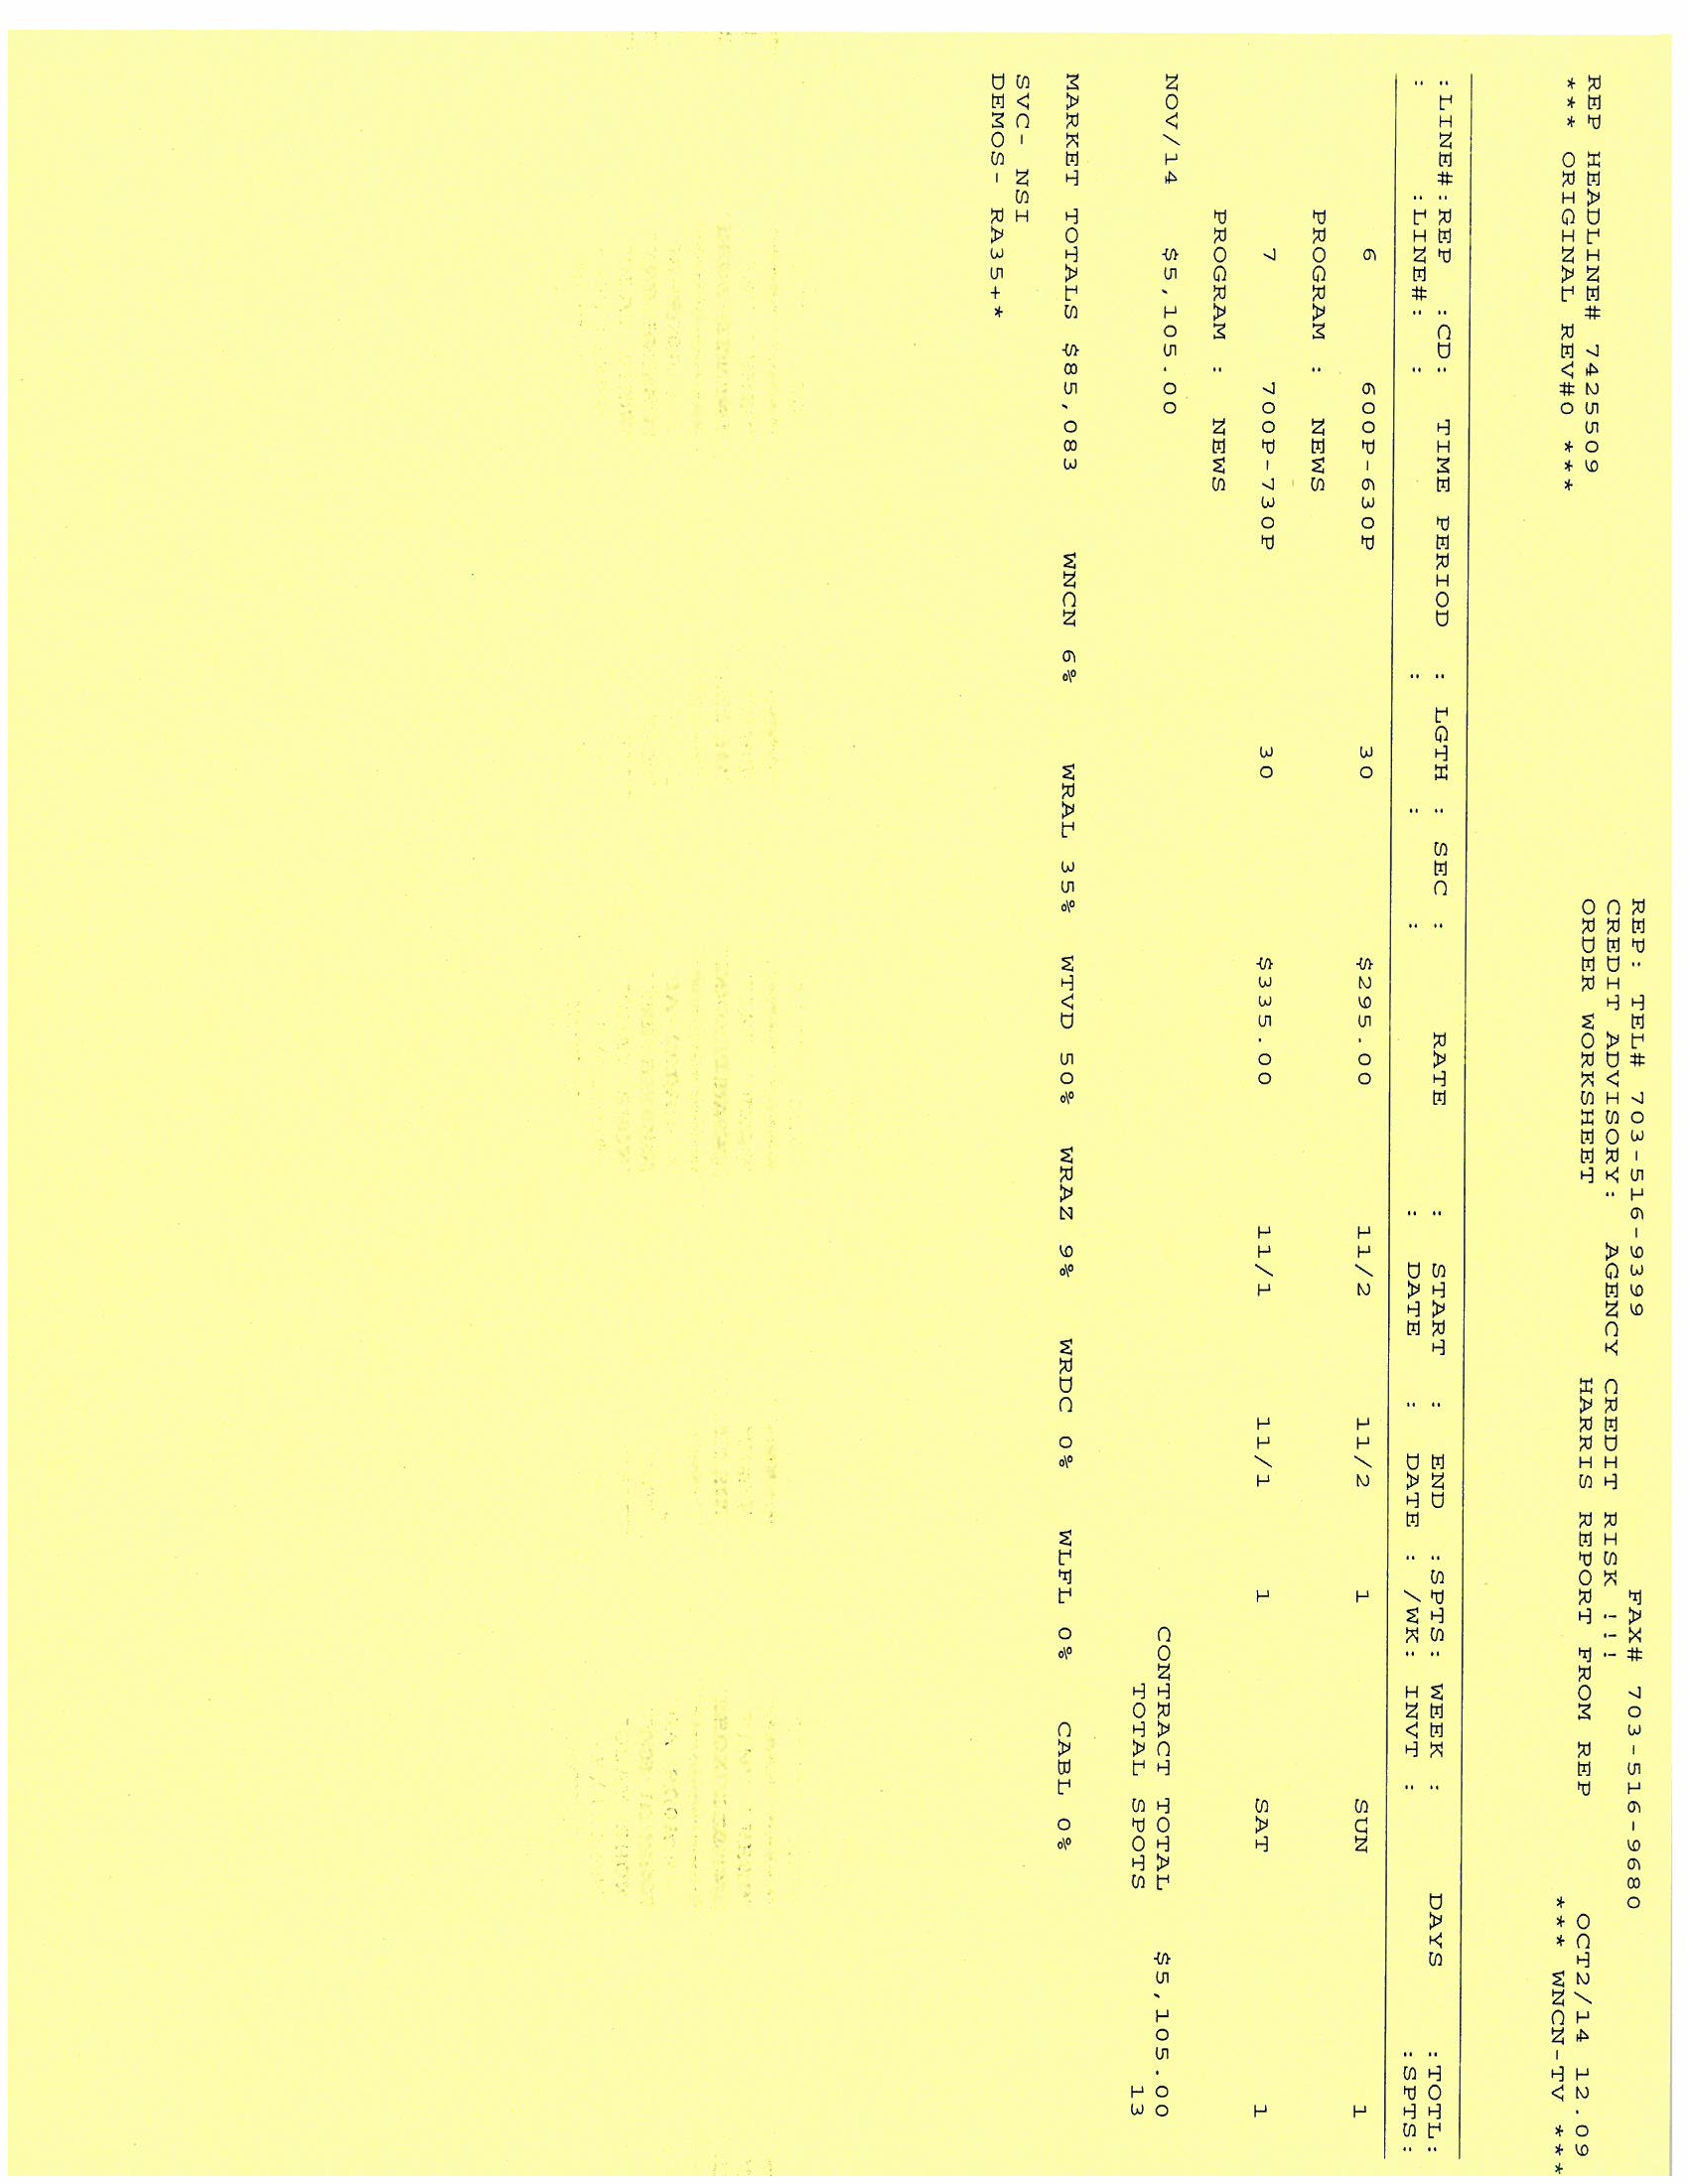 REP: TEL# 703-516-9399 FAX# 703-516-9680
CREDIT ADVISORY: AGENCY CREDIT RISK !!!
REP HEADLINE# 7425509 ORDER WORKSHEET HARRIS REPORT FROM REP OCT2/14 12.09
*** ORIGINAL REV#0 *** *** WNCN-TV ***
:LINE#:REP :CD: TIME PERIOD : LGTH : SEC : RATE : START : END :SPTS: WEEK : DAYS :TOTL:
: :LINE#: : : : : : DATE : DATE : /WK: INVT : :SPTS:
6 600P-630P 30 $295.00 11/2 11/2 1 SUN 1
PROGRAM : NEWS
7 700P-730P 30 $335.00 11/1 11/1 1 SAT 1
PROGRAM : NEWS
NOV/14 $5,105.00 CONTRACT TOTAL $5,105.00
TOTAL SPOTS 13
MARKET TOTALS $85,083 WNCN 6% WRAL 35% WTVD 50% WRAZ 9% WRDC 0% WLFL 0% CABL 0%
SVC- NSI
DEMOS- RA35+*